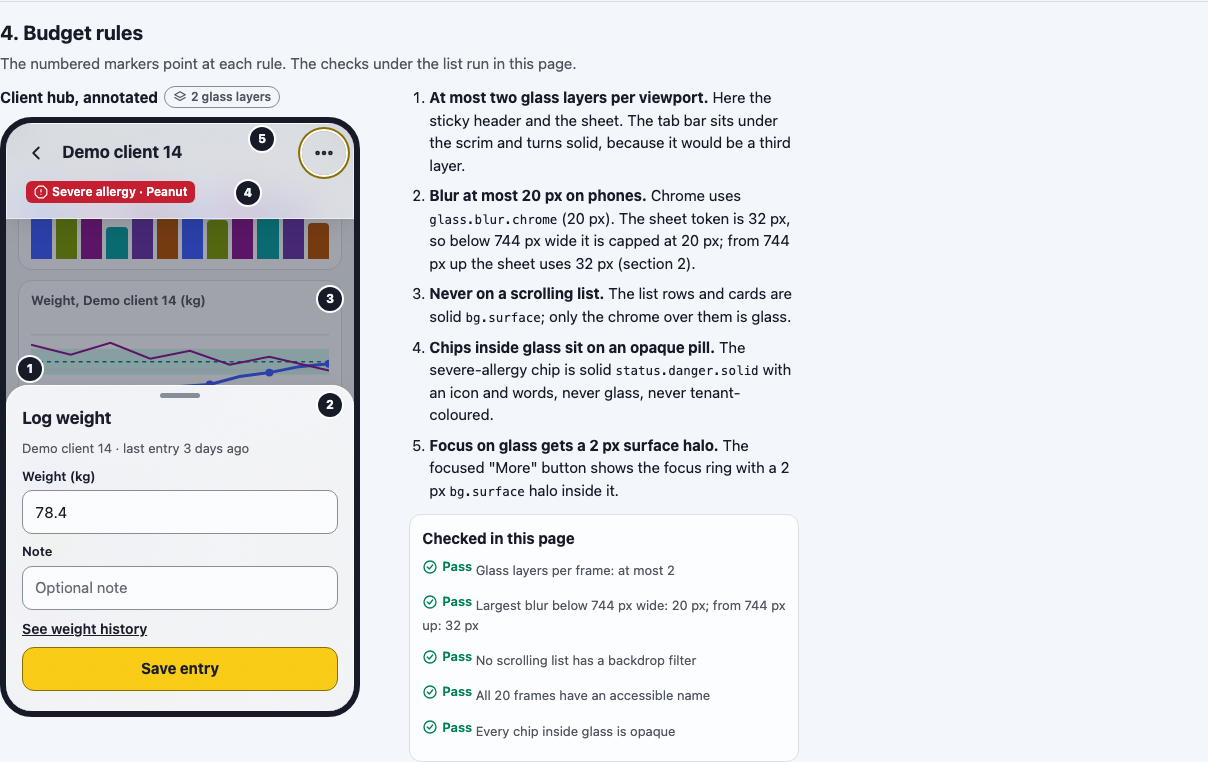 4. Budget rules
The numbered markers point at each rule. The checks under the list run in this page.
Client hub, annotated
2 glass layers
5
Demo client 14
Severe allergy · Peanut
4
Weight, Demo client 14 (kg)
3
1
2
Log weight
Demo client 14 · last entry 3 days ago
Weight (kg)
78.4
Note
Optional note
See weight history
Save entry
1. At most two glass layers per viewport. Here the
sticky header and the sheet. The tab bar sits under
the scrim and turns solid, because it would be a third
layer.
2. Blur at most 20 px on phones. Chrome uses
glass.blur.chrome (20 px). The sheet token is 32 px,
so below 744 px wide it is capped at 20 px; from 744
px up the sheet uses 32 px (section 2).
3. Never on a scrolling list. The list rows and cards are
solid bg.surface; only the chrome over them is glass.
4. Chips inside glass sit on an opaque pill. The
severe-allergy chip is solid status.danger.solid with
an icon and words, never glass, never tenant-
coloured.
5. Focus on glass gets a 2 px surface halo. The
focused "More" button shows the focus ring with a 2
px bg.surface halo inside it.
Checked in this page
Pass Glass layers per frame: at most 2
Pass Largest blur below 744 px wide: 20 px; from 744 px
up: 32 px
Pass No scrolling list has a backdrop filter
Pass All 20 frames have an accessible name
Pass Every chip inside glass is opaque